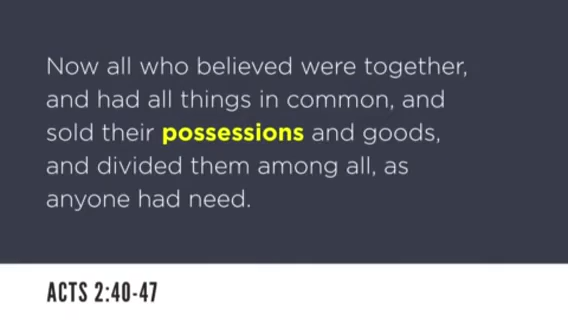 Now all who believed were together,
and had all things in common, and
sold their possessions and goods,
and divided them among all, as
anyone had need.
ACTS 2:40-47